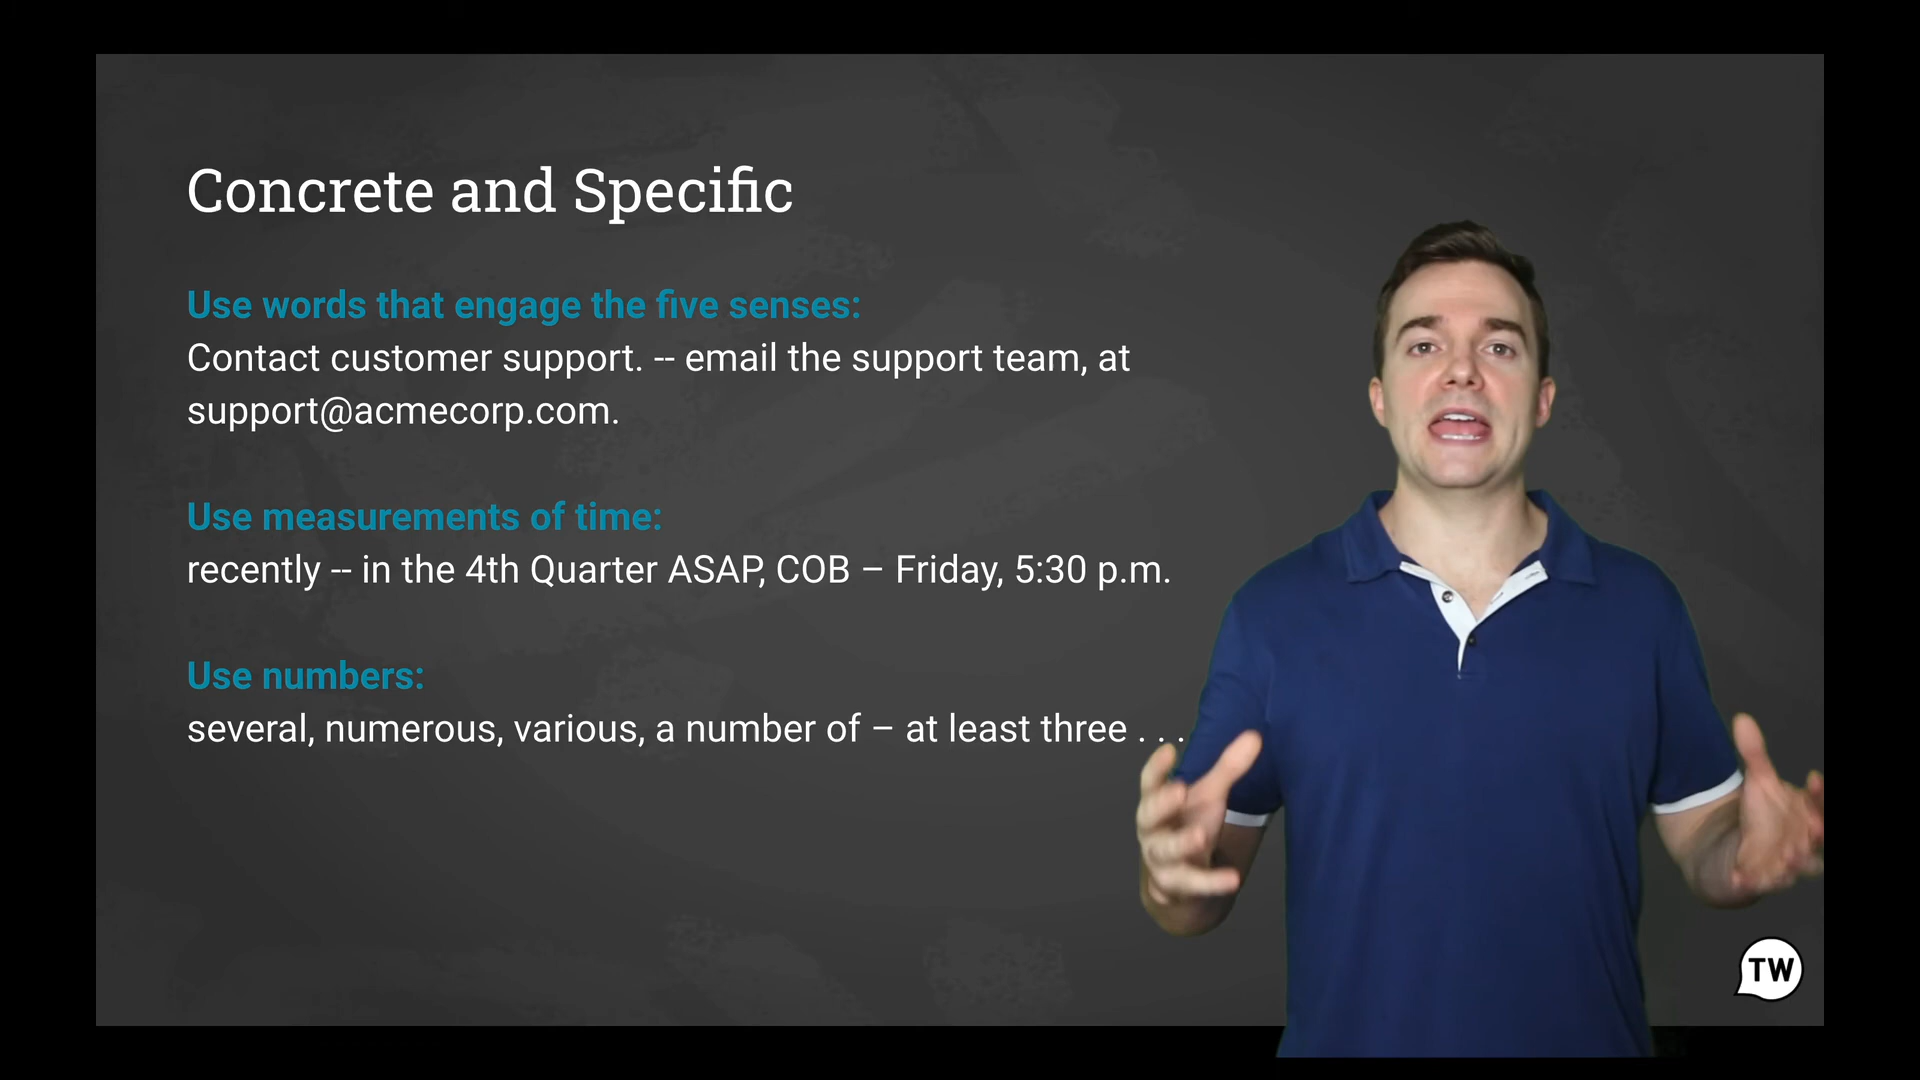 Concrete and Specific
Use words that engage the five senses:
Contact customer support. -- email the support team, at
support@acmecorp.com.
Use measurements of time:
recently -- in the 4th Quarter ASAP, COB – Friday, 5:30 p.m.
Use numbers:
several, numerous, various, a number of – at least three . . .
TW